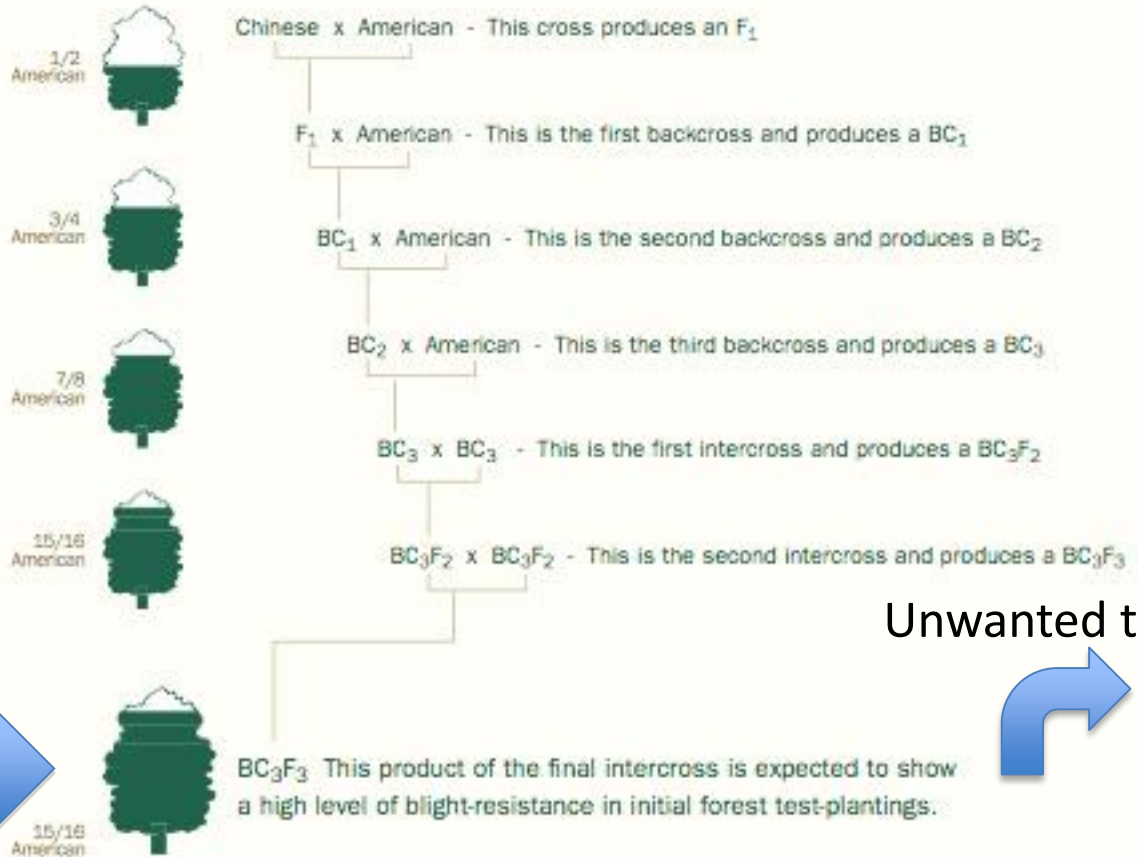 Chinese x American - This cross produces an F₁
1/2
American
F₁ x American - This is the first backcross and produces a BC₁
3/4
American
BC₁ x American - This is the second backcross and produces a BC₂
BC₂ x American - This is the third backcross and produces a BC₃
7/8
American
BC₃ x BC₃ - This is the first intercross and produces a BC₃F₂
15/16
American
BC₃F₂ x BC₃F₂ - This is the second intercross and produces a BC₃F₃
Unwanted t
BC₃F₃ This product of the final intercross is expected to show
a high level of blight-resistance in initial forest test-plantings.
15/16
American